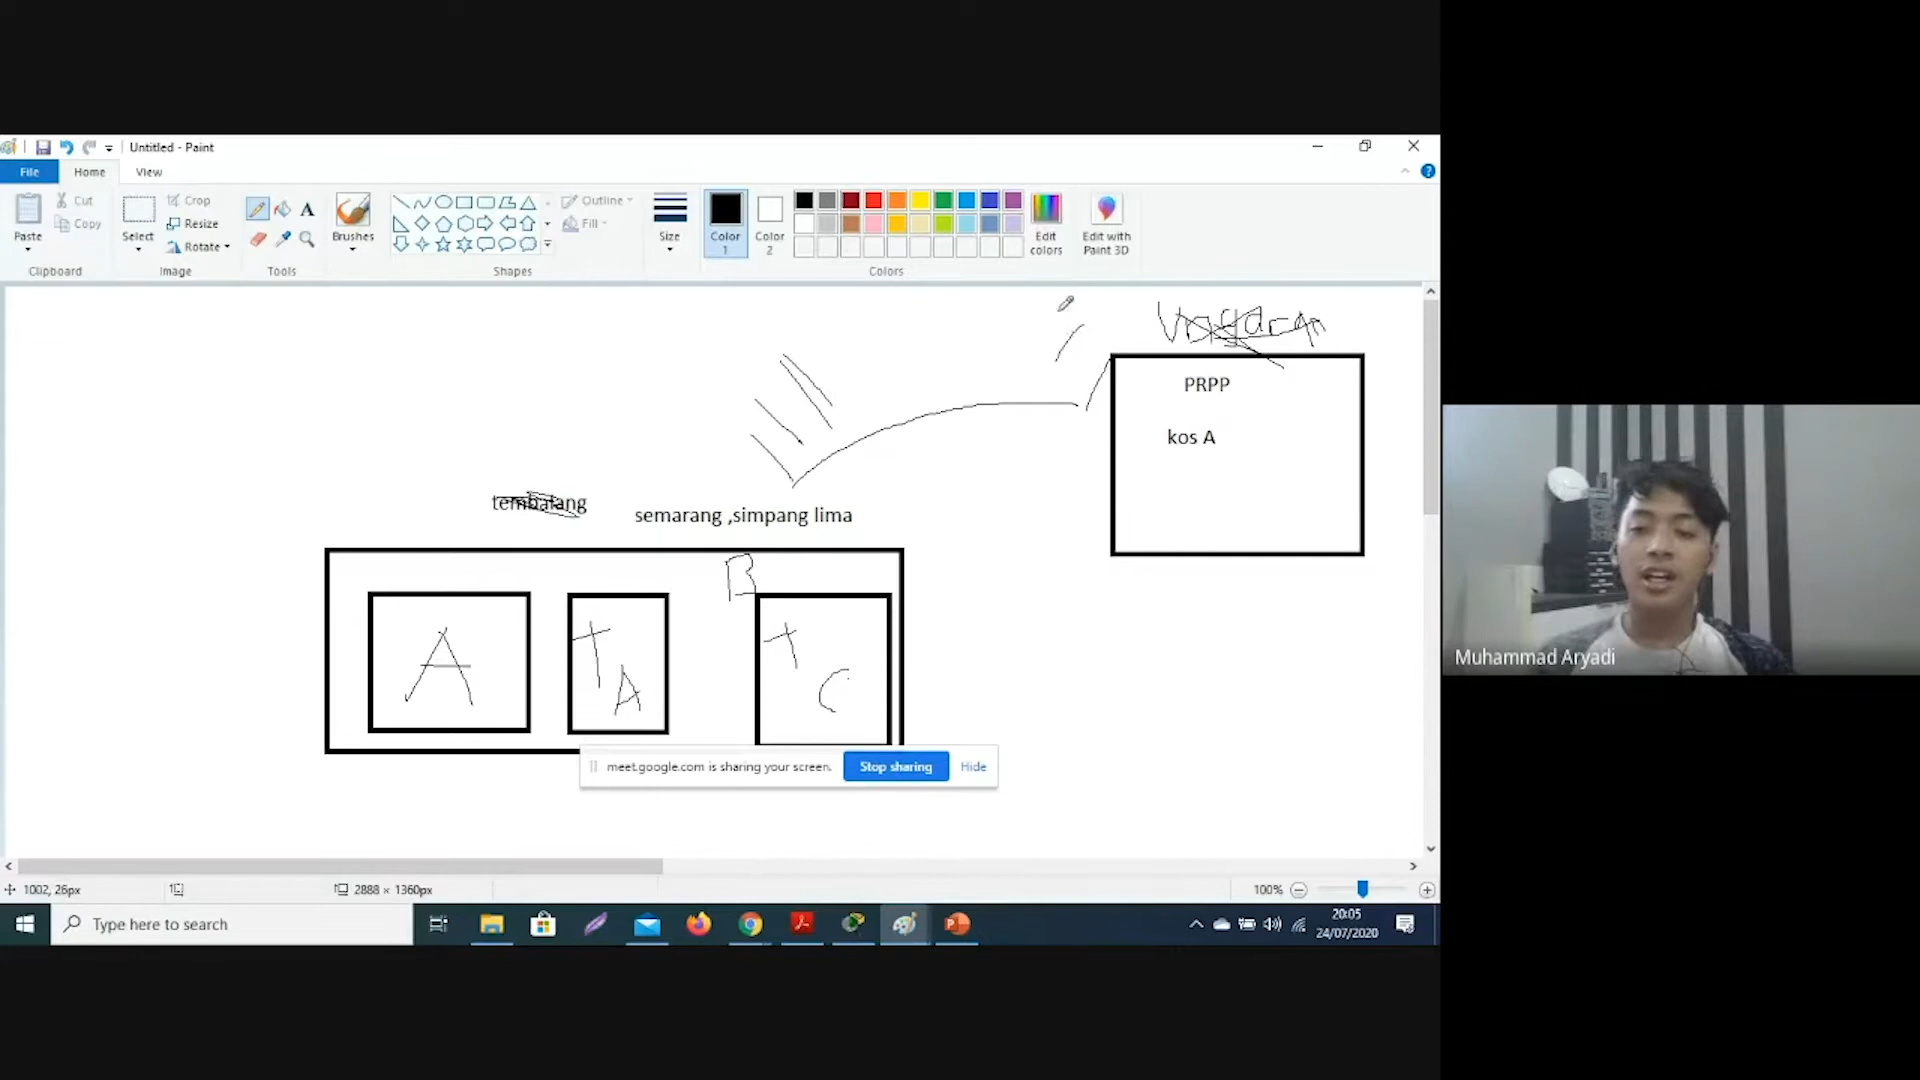 Untitled - Paint
File Home View
Paste
Cut
Copy
Clipboard
Select
Crop
Resize
Rotate
Image
A
Tools
Brushes
Shapes
Outline
Fill
Size
Color 1
Color 2
Colors
Edit colors
Edit with Paint 3D
PRPP
kos A
tembalang
semarang ,simpang lima
B
A
T A
T C
meet.google.com is sharing your screen. Stop sharing Hide
Muhammad Aryadi
1002, 26px
2888 × 1360px
100%
Type here to search
20:05
24/07/2020